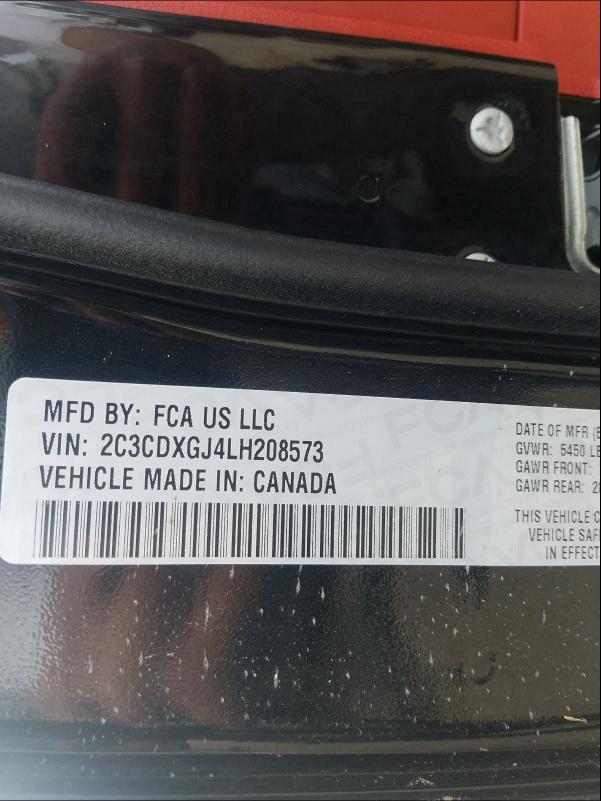 MFD BY: FCA US LLC
VIN: 2C3CDXGJ4LH208573
VEHICLE MADE IN: CANADA
DATE OF MFR
GVWR: 5450 LB
GAWR FRONT:
GAWR REAR:
THIS VEHICLE
VEHICLE
IN EFFECT